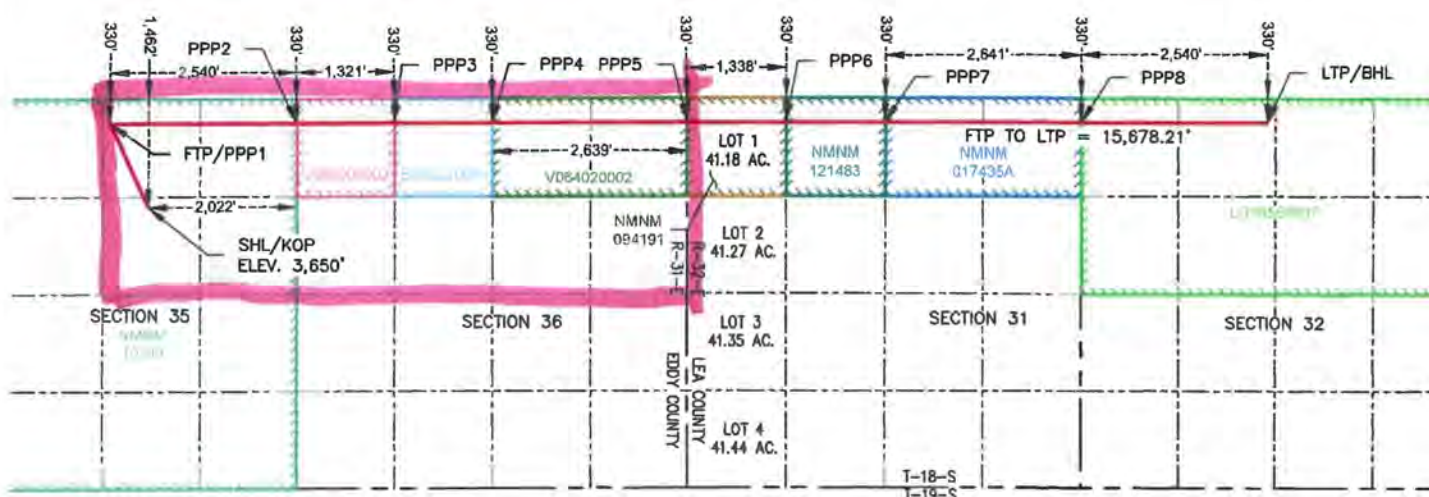 330'
1,462'
330'
330'
330'
330'
330'
330'
330'
330'
PPP2
2,540'
1,321'
PPP3
PPP4
PPP5
1,338'
PPP6
2,641'
PPP7
2,540'
PPP8
LTP/BHL
FTP/PPP1
2,639'
V064020002
LOT 1
41.18 AC.
NMNM
121483
NMNM
017435A
FTP TO LTP = 15,678.21'
2,022'
SHL/KOP
ELEV. 3,650'
NMNM
094191
LOT 2
41.27 AC.
R-31-E
R-32-E
SECTION 35
SECTION 36
LOT 3
41.35 AC.
SECTION 31
SECTION 32
EDDY COUNTY
LEA COUNTY
LOT 4
41.44 AC.
T-18-S
T-19-S